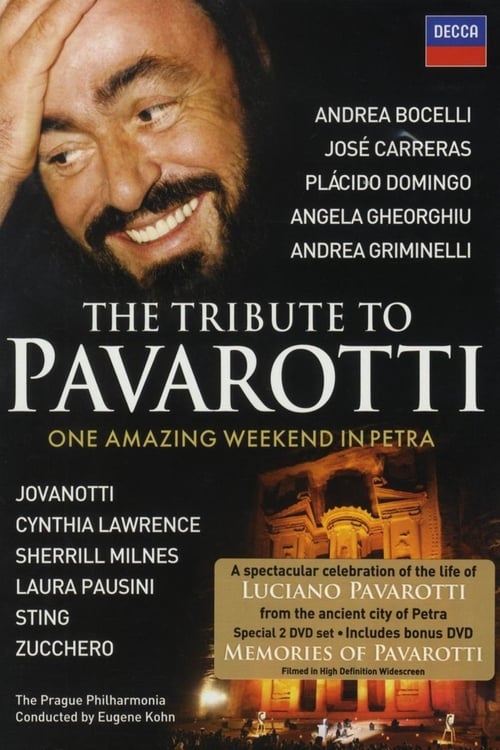 DECCA
ANDREA BOCELLI
JOSÉ CARRERAS
PLÁCIDO DOMINGO
ANGELA GHEORGHIU
ANDREA GRIMINELLI
THE TRIBUTE TO
PAVAROTTI
ONE AMAZING WEEKEND IN PETRA
JOVANOTTI
CYNTHIA LAWRENCE
SHERRILL MILNES
LAURA PAUSINI
STING
ZUCCHERO
A spectacular celebration of the life of
LUCIANO PAVAROTTI
from the ancient city of Petra
Special 2 DVD set • Includes bonus DVD
MEMORIES OF PAVAROTTI
Filmed in High Definition Widescreen
The Prague Philharmonia
Conducted by Eugene Kohn